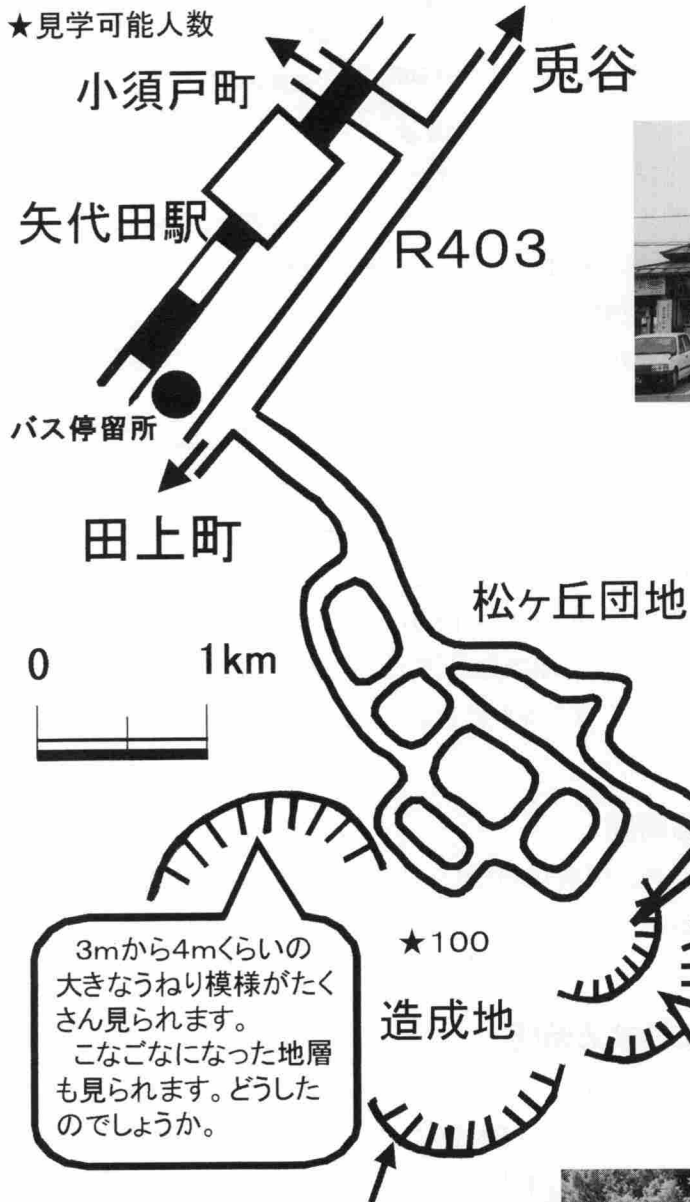 ★見学可能人数
兎谷
小須戸町
矢代田駅
R403
バス停留所
田上町
松ヶ丘団地
0 1km
3mから4mくらいの
大きなうねり模様がたく
さん見られます。
こなごなになった地層
も見られます。どうした
のでしょうか。
★100
造成地